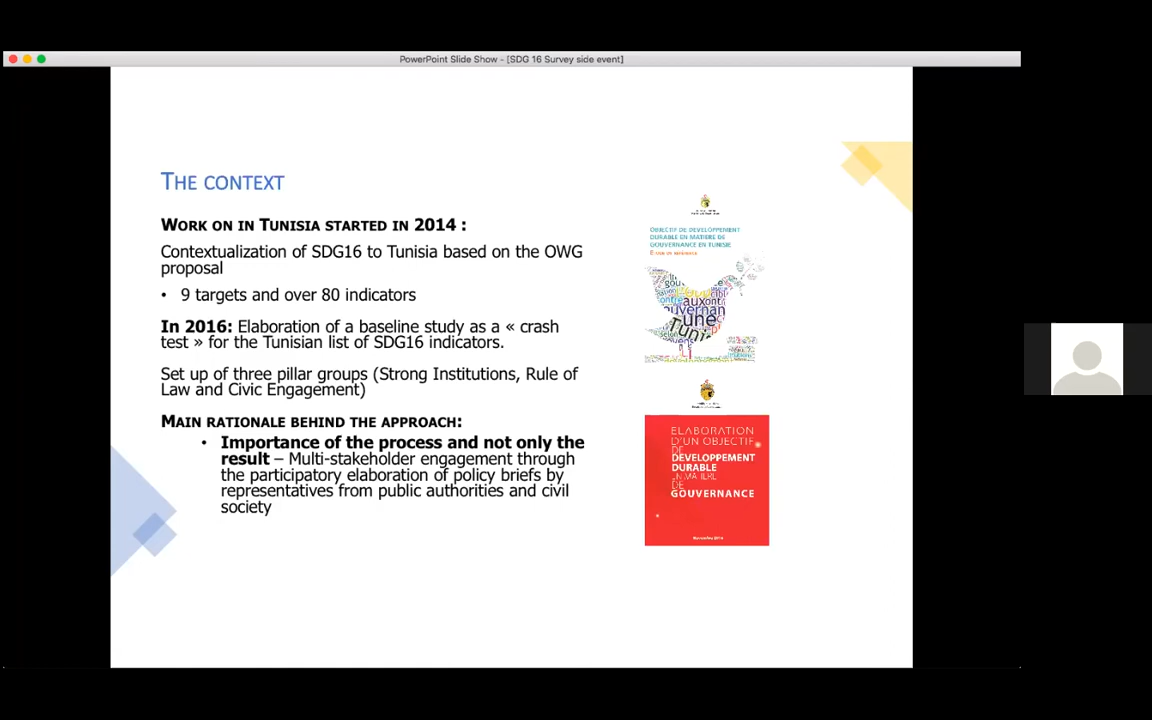 PowerPoint Slide Show - [SDG 16 Survey side event]
THE CONTEXT
WORK ON IN TUNISIA STARTED IN 2014 :
Contextualization of SDG16 to Tunisia based on the OWG
proposal
• 9 targets and over 80 indicators
In 2016: Elaboration of a baseline study as a « crash
test » for the Tunisian list of SDG16 indicators.
Set up of three pillar groups (Strong Institutions, Rule of
Law and Civic Engagement)
MAIN RATIONALE BEHIND THE APPROACH:
• Importance of the process and not only the
result – Multi-stakeholder engagement through
the participatory elaboration of policy briefs by
representatives from public authorities and civil
society
OBJECTIF DE DEVELOPPEMENT
DURABLE EN MATIÈRE DE
GOUVERNANCE EN TUNISIE
ELABORATION
D'UN OBJECTIF
DE
DÉVELOPPEMENT
DURABLE
EN MATIÈRE
DE
GOUVERNANCE